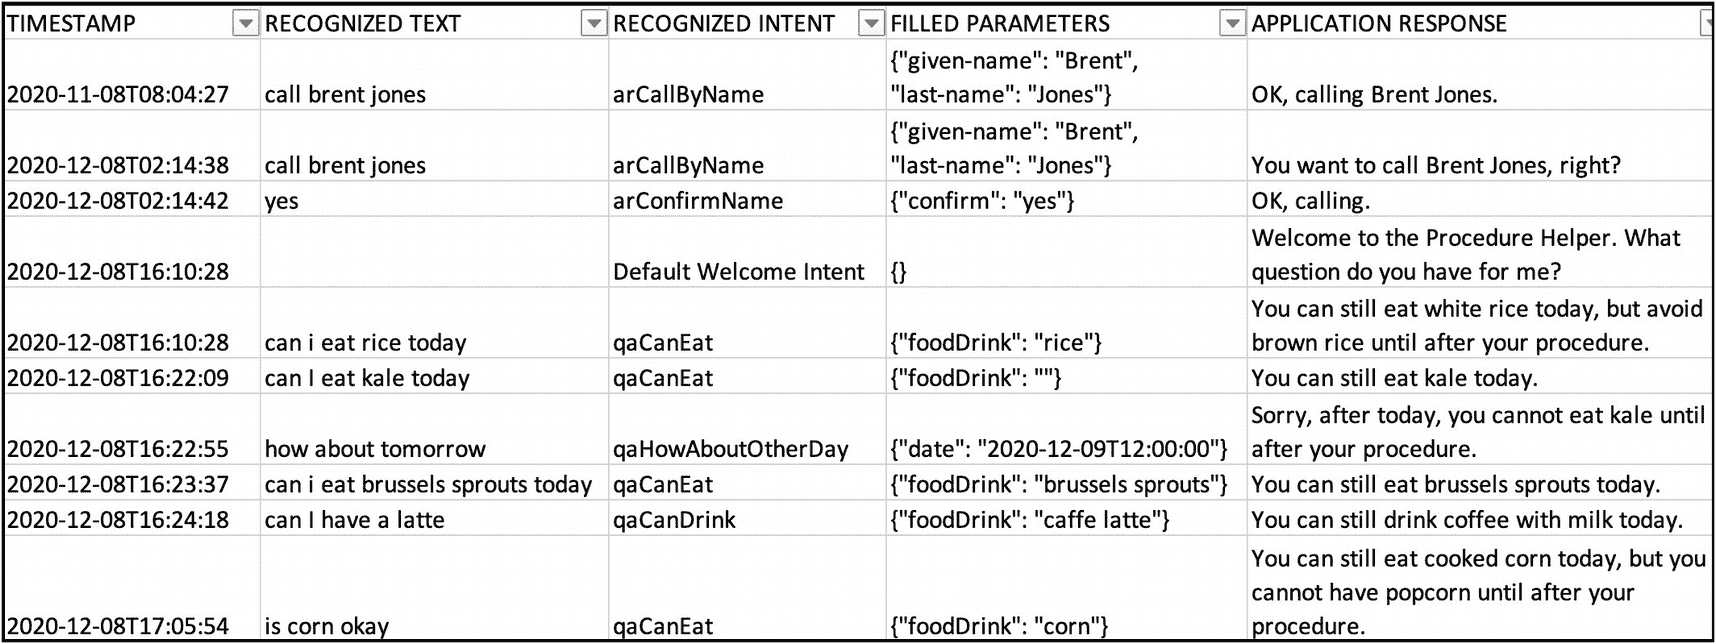 TIMESTAMP RECOGNIZED TEXT RECOGNIZED INTENT FILLED PARAMETERS APPLICATION RESPONSE
{"given-name": "Brent",
2020-11-08T08:04:27 call brent jones arCallByName "last-name": "Jones"} OK, calling Brent Jones.
{"given-name": "Brent",
2020-12-08T02:14:38 call brent jones arCallByName "last-name": "Jones"} You want to call Brent Jones, right?
2020-12-08T02:14:42 yes arConfirmName {"confirm": "yes"} OK, calling.
Welcome to the Procedure Helper. What
2020-12-08T16:10:28 Default Welcome Intent {} question do you have for me?
You can still eat white rice today, but avoid
2020-12-08T16:10:28 can i eat rice today qaCanEat {"foodDrink": "rice"} brown rice until after your procedure.
2020-12-08T16:22:09 can I eat kale today qaCanEat {"foodDrink": ""} You can still eat kale today.
Sorry, after today, you cannot eat kale until
2020-12-08T16:22:55 how about tomorrow qaHowAboutOtherDay {"date": "2020-12-09T12:00:00"} after your procedure.
2020-12-08T16:23:37 can i eat brussels sprouts today qaCanEat {"foodDrink": "brussels sprouts"} You can still eat brussels sprouts today.
2020-12-08T16:24:18 can I have a latte qaCanDrink {"foodDrink": "caffe latte"} You can still drink coffee with milk today.
You can still eat cooked corn today, but you
cannot have popcorn until after your
2020-12-08T17:05:54 is corn okay qaCanEat {"foodDrink": "corn"} procedure.